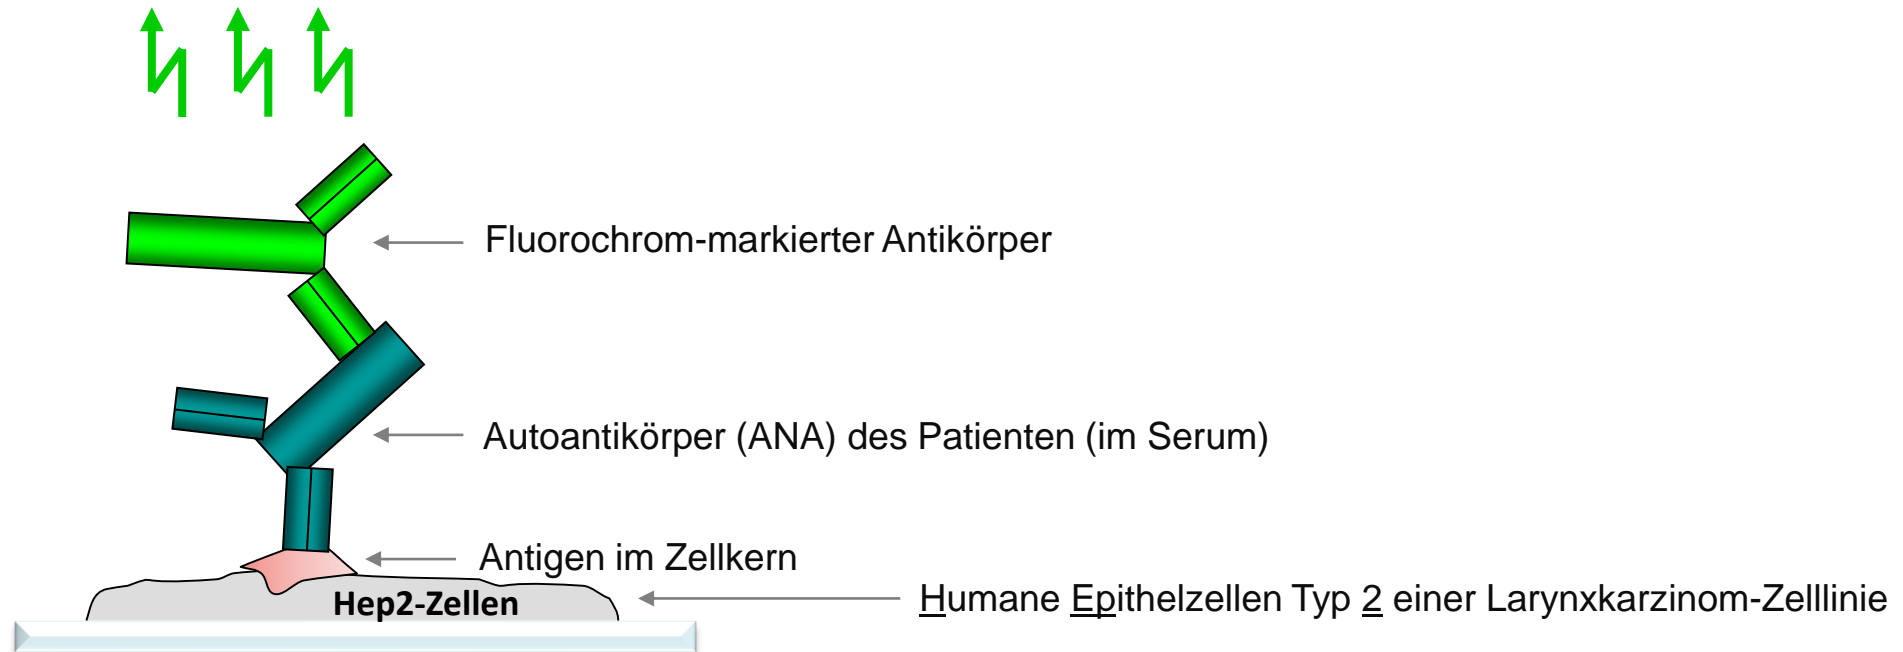 Fluorochrom-markierter Antikörper
Autoantikörper (ANA) des Patienten (im Serum)
Antigen im Zellkern
Hep2-Zellen
Humane Epithelzellen Typ 2 einer Larynxkarzinom-Zelllinie